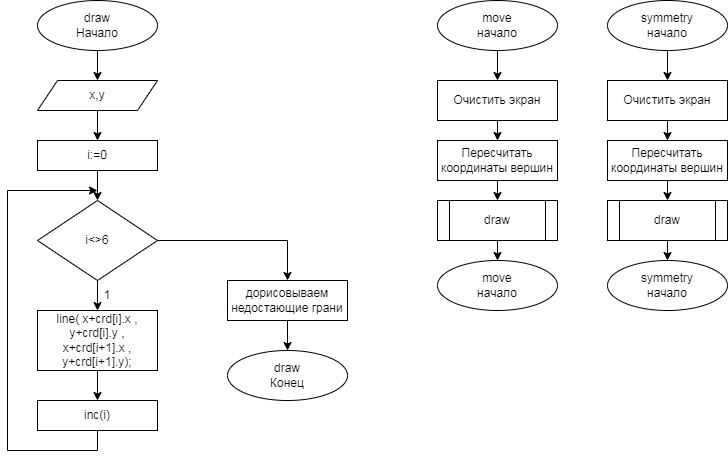 draw
Начало
x,y
i:=0
i<>6
1
line( x+crd[i].x ,
y+crd[i].y ,
x+crd[i+1].x ,
y+crd[i+1].y);
inc(i)
дорисовываем
недостающие грани
draw
Конец
move
начало
Очистить экран
Пересчитать
координаты вершин
draw
move
начало
symmetry
начало
Очистить экран
Пересчитать
координаты вершин
draw
symmetry
начало